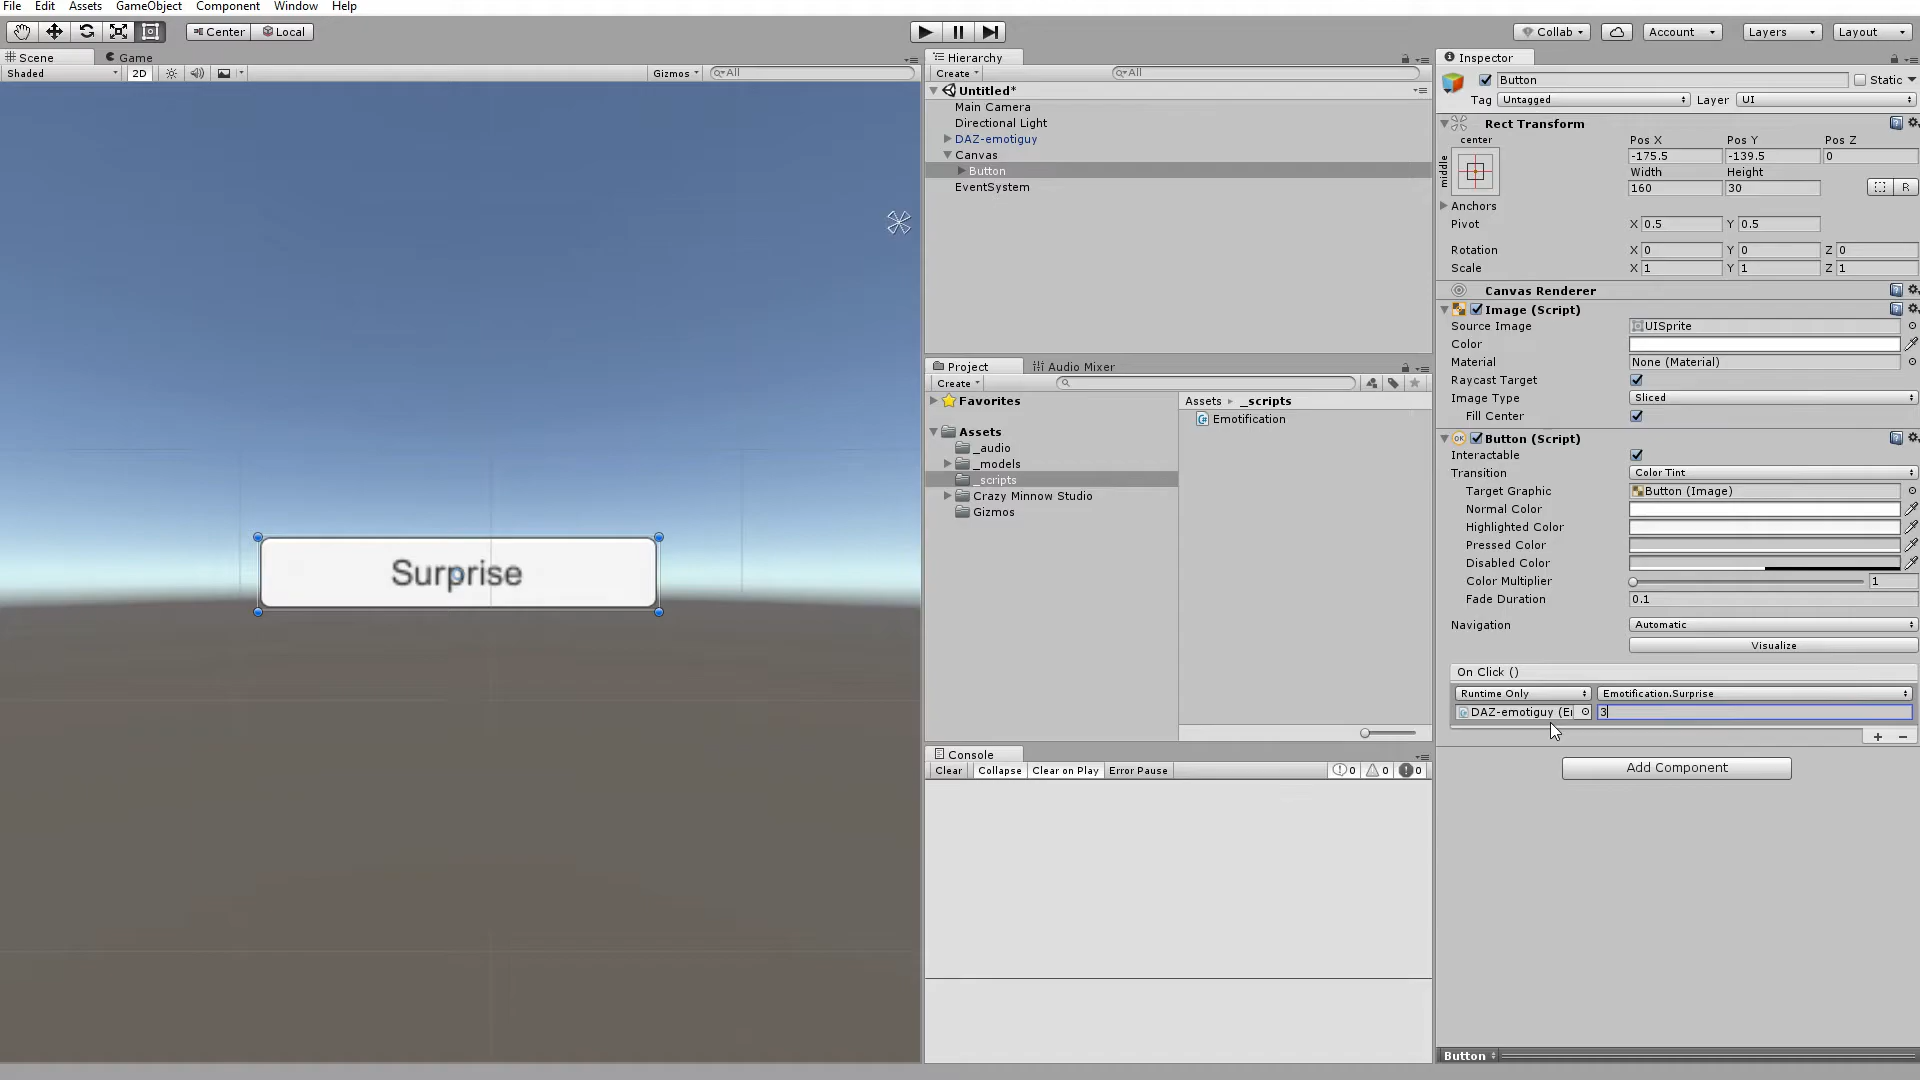 File Edit Assets GameObject Component Window Help
Center Local
Collab Account Layers Layout
Scene Game
Shaded 2D Gizmos All
Hierarchy
Create All
Untitled*
Main Camera
Directional Light
DAZ-emotiguy
Canvas
Button
EventSystem
Surprise
Project Audio Mixer
Create
Favorites
Assets
_audio
_models
_scripts
Crazy Minnow Studio
Gizmos
Assets _scripts
Emotification
Console
Clear Collapse Clear on Play Error Pause 0 0 0
Inspector
Button Static
Tag Untagged Layer UI
Rect Transform
center
middle
Pos X Pos Y Pos Z
-175.5 -139.5 0
Width Height
160 30 R
Anchors
Pivot X 0.5 Y 0.5
Rotation X 0 Y 0 Z 0
Scale X 1 Y 1 Z 1
Canvas Renderer
Image (Script)
Source Image UISprite
Color
Material None (Material)
Raycast Target
Image Type Sliced
Fill Center
OK Button (Script)
Interactable
Transition Color Tint
Target Graphic Button (Image)
Normal Color
Highlighted Color
Pressed Color
Disabled Color
Color Multiplier 1
Fade Duration 0.1
Navigation Automatic
Visualize
On Click ()
Runtime Only Emotification.Surprise
DAZ-emotiguy (E 3
+ −
Add Component
Button